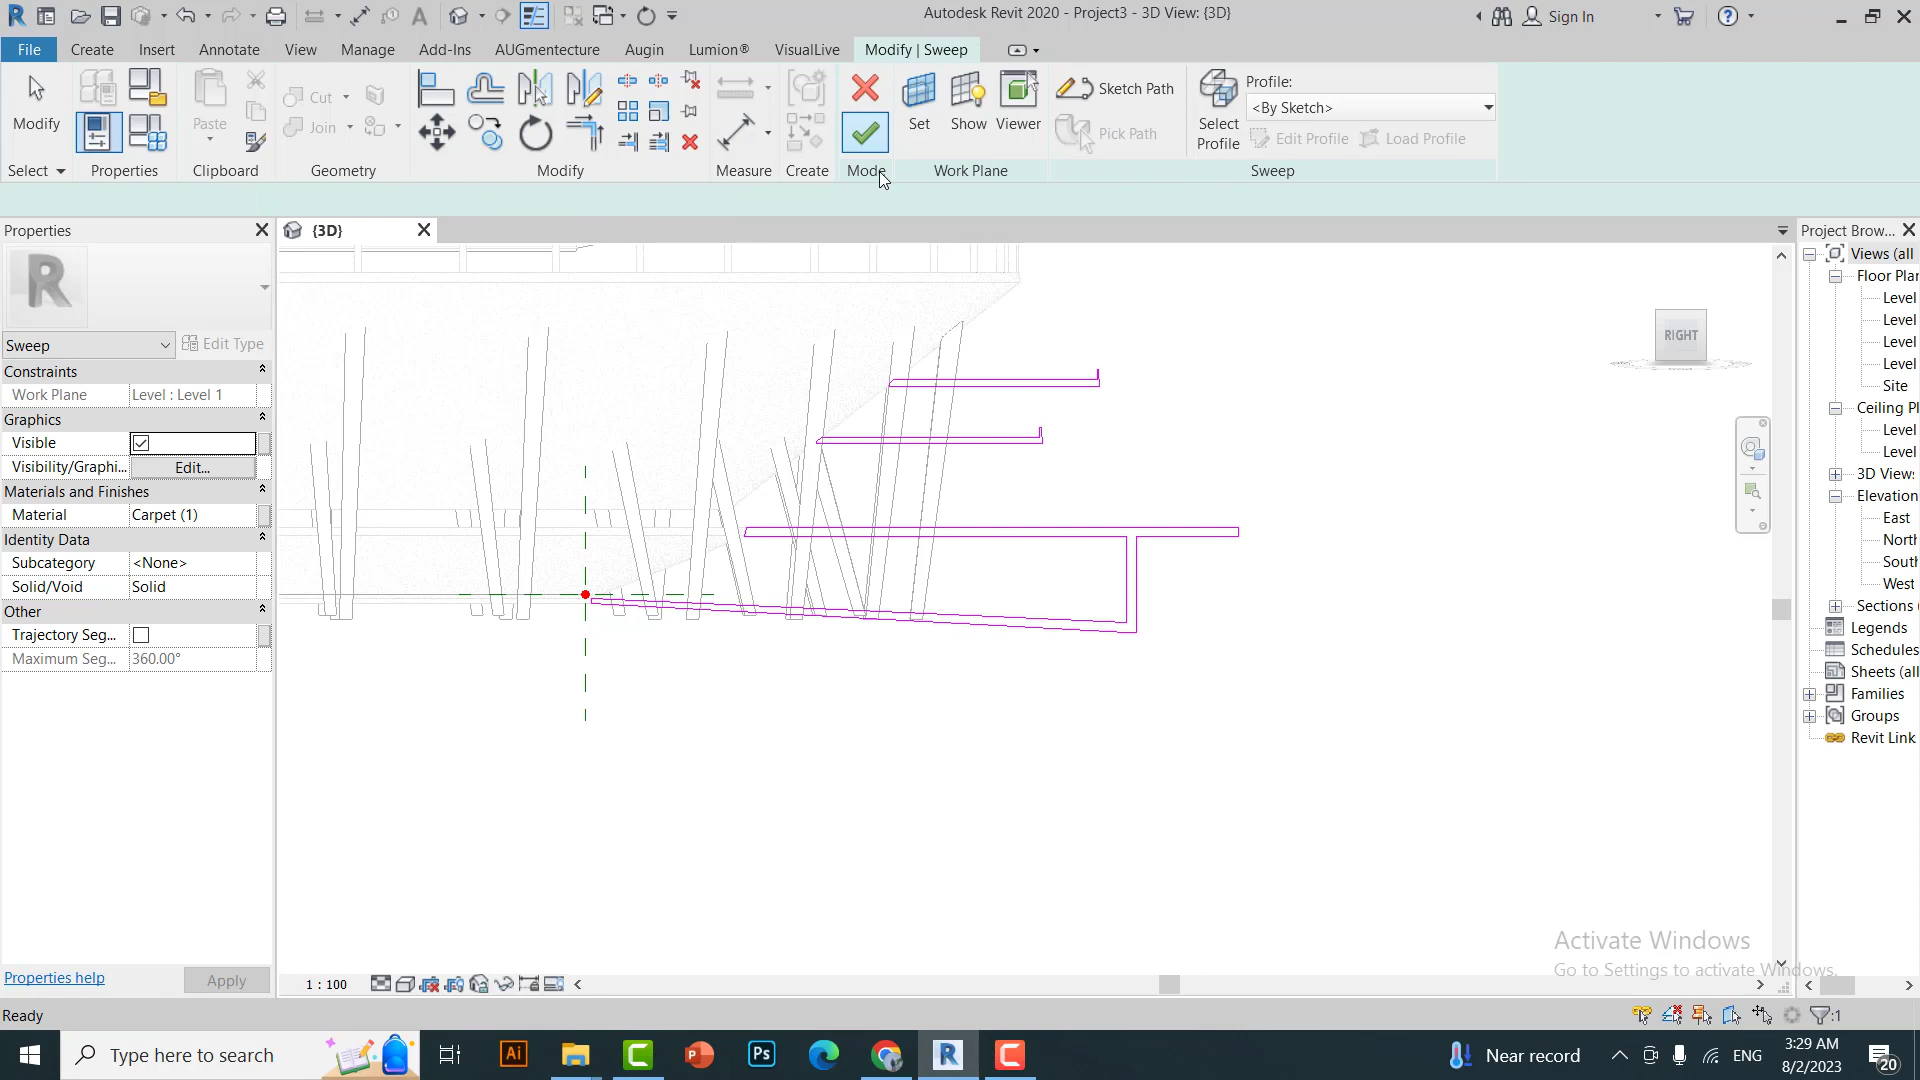 Autodesk Revit 2020 - Project3 - 3D View: {3D}
Sign In
File
Create
Insert
Annotate
View
Manage
Add-Ins
AUGmentecture
Augin
Lumion®
VisualLive
Modify | Sweep
Modify
Paste
Cut
Join
Set
Show
Viewer
Sketch Path
Pick Path
Select
Profile
Profile:
<By Sketch>
Edit Profile
Load Profile
Select
Properties
Clipboard
Geometry
Modify
Measure
Create
Mode
Work Plane
Sweep
Properties
{3D}
Project Brow...
R
Sweep
Edit Type
Constraints
Work Plane
Level : Level 1
Graphics
Visible
Visibility/Graphi...
Edit...
Materials and Finishes
Material
Carpet (1)
Identity Data
Subcategory
<None>
Solid/Void
Solid
Other
Trajectory Seg...
Maximum Seg...
360.00°
Properties help
Apply
RIGHT
Views (all
Floor Plan
Level
Level
Level
Level
Site
Ceiling Pl
Level
Level
3D Views
Elevation
East
North
South
West
Sections (
Legends
Schedules
Sheets (all
Families
Groups
Revit Link
Activate Windows
Go to Settings to activate Windows.
1 : 100
Ready
:1
Type here to search
Ai
Ps
Near record
ENG
3:29 AM
8/2/2023
20